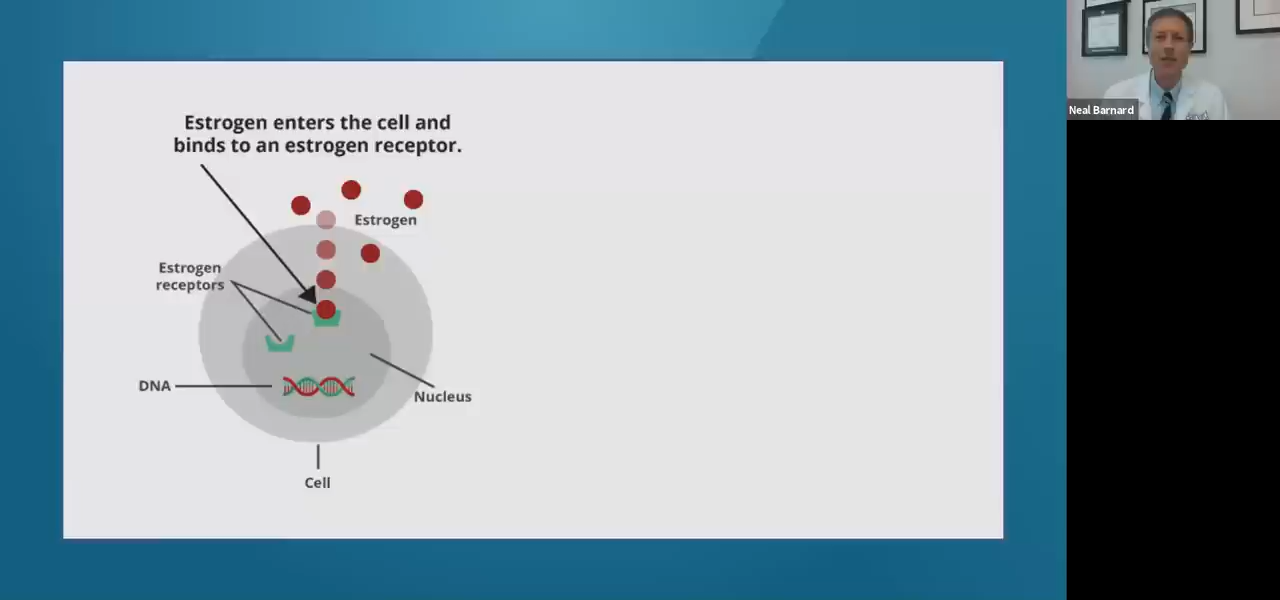 Estrogen enters the cell and
binds to an estrogen receptor.
Estrogen
Estrogen
receptors
DNA
Nucleus
Cell
Neal Barnard